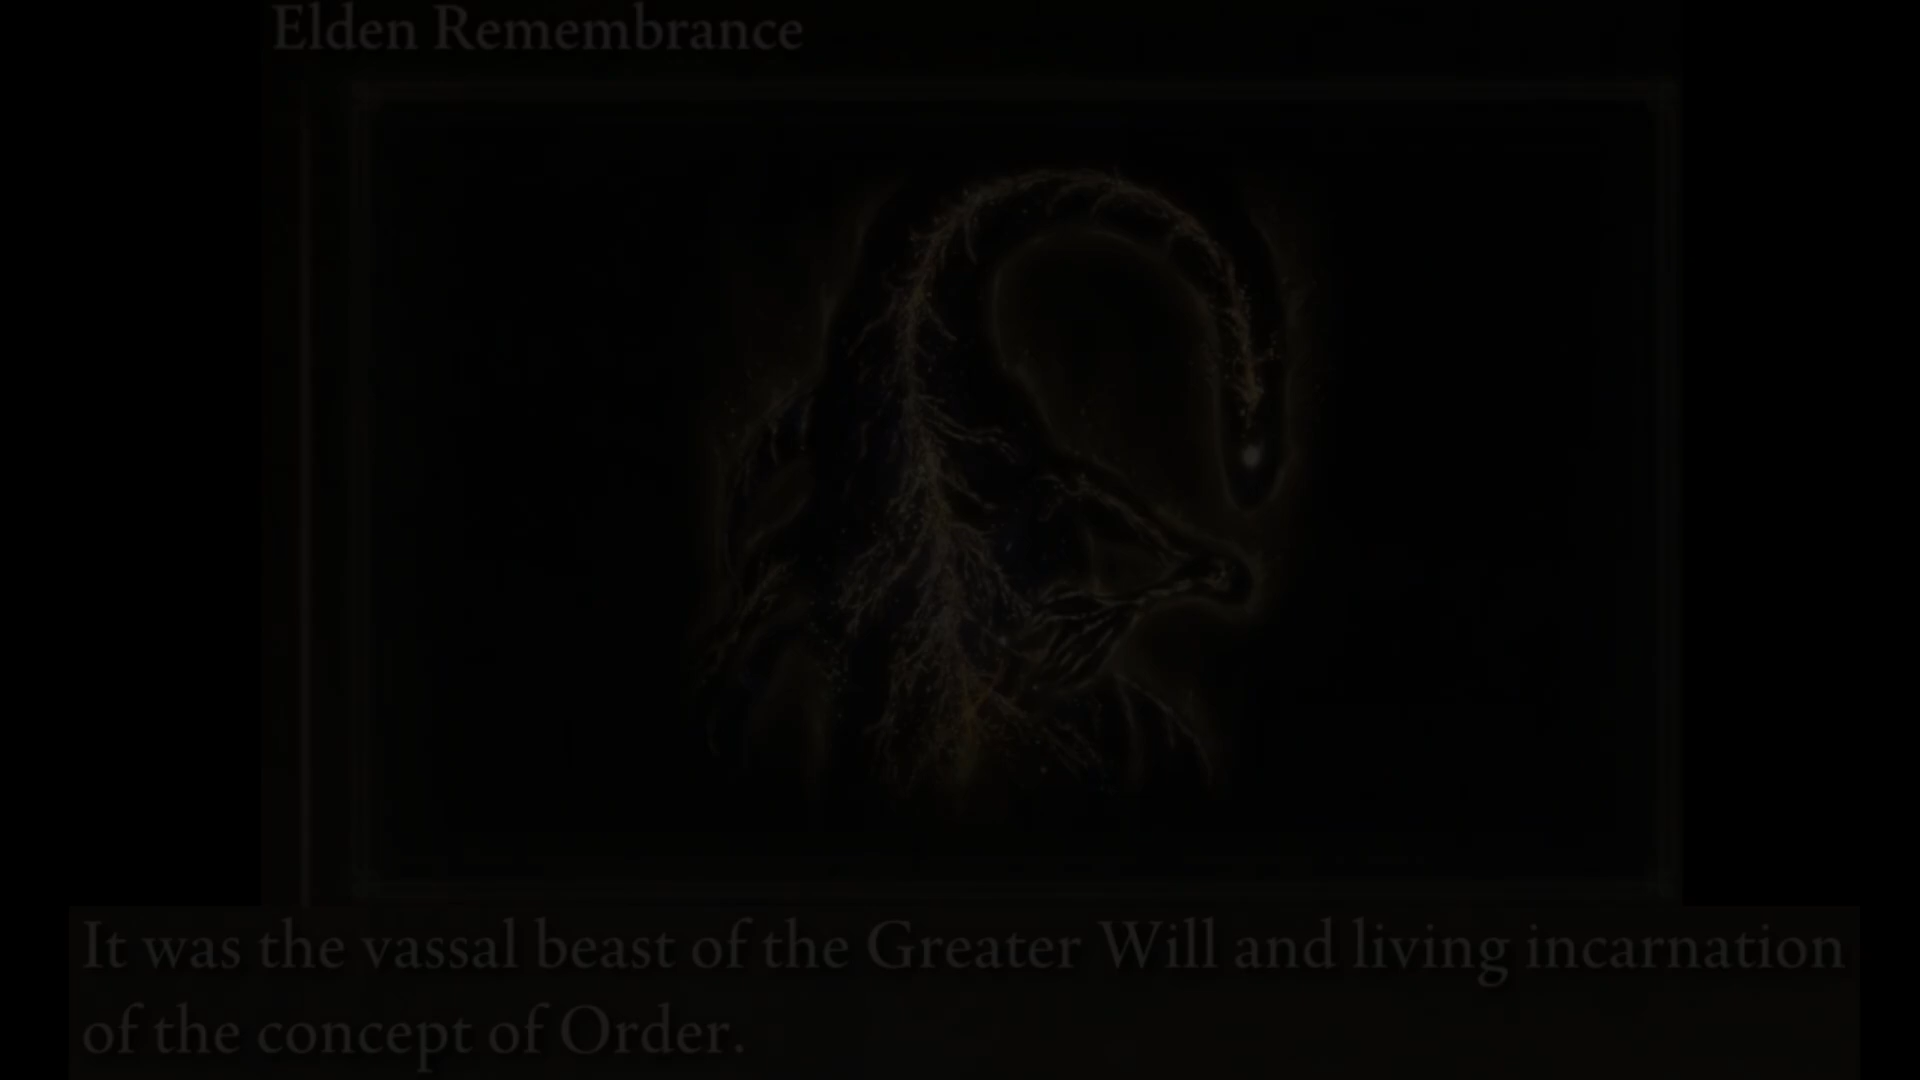 Elden Remembrance
It was the vassal beast of the Greater Will and living incarnation
of the concept of Order.